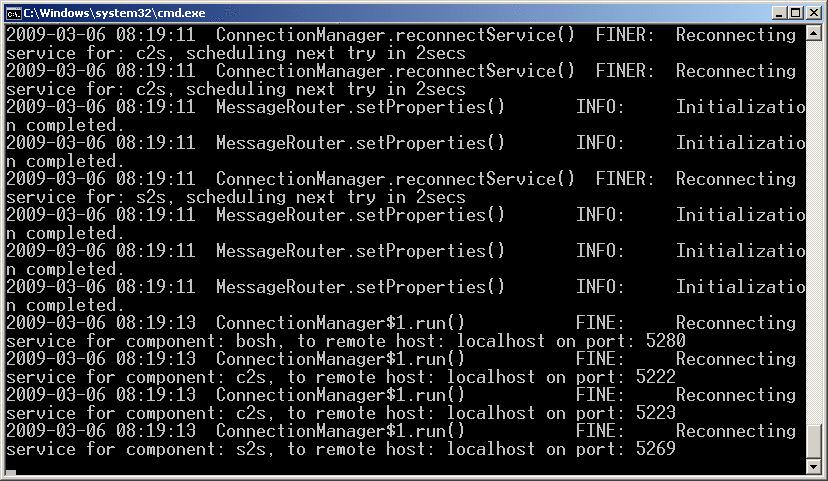 C:\Windows\system32\cmd.exe
2009-03-06 08:19:11  ConnectionManager.reconnectService()  FINER:  Reconnecting
service for: c2s, scheduling next try in 2secs
2009-03-06 08:19:11  ConnectionManager.reconnectService()  FINER:  Reconnecting
service for: c2s, scheduling next try in 2secs
2009-03-06 08:19:11  MessageRouter.setProperties()       INFO:     Initializatio
n completed.
2009-03-06 08:19:11  MessageRouter.setProperties()       INFO:     Initializatio
n completed.
2009-03-06 08:19:11  ConnectionManager.reconnectService()  FINER:  Reconnecting
service for: s2s, scheduling next try in 2secs
2009-03-06 08:19:11  MessageRouter.setProperties()       INFO:     Initializatio
n completed.
2009-03-06 08:19:11  MessageRouter.setProperties()       INFO:     Initializatio
n completed.
2009-03-06 08:19:11  MessageRouter.setProperties()       INFO:     Initializatio
n completed.
2009-03-06 08:19:13  ConnectionManager$1.run()           FINE:     Reconnecting
service for component: bosh, to remote host: localhost on port: 5280
2009-03-06 08:19:13  ConnectionManager$1.run()           FINE:     Reconnecting
service for component: c2s, to remote host: localhost on port: 5222
2009-03-06 08:19:13  ConnectionManager$1.run()           FINE:     Reconnecting
service for component: c2s, to remote host: localhost on port: 5223
2009-03-06 08:19:13  ConnectionManager$1.run()           FINE:     Reconnecting
service for component: s2s, to remote host: localhost on port: 5269